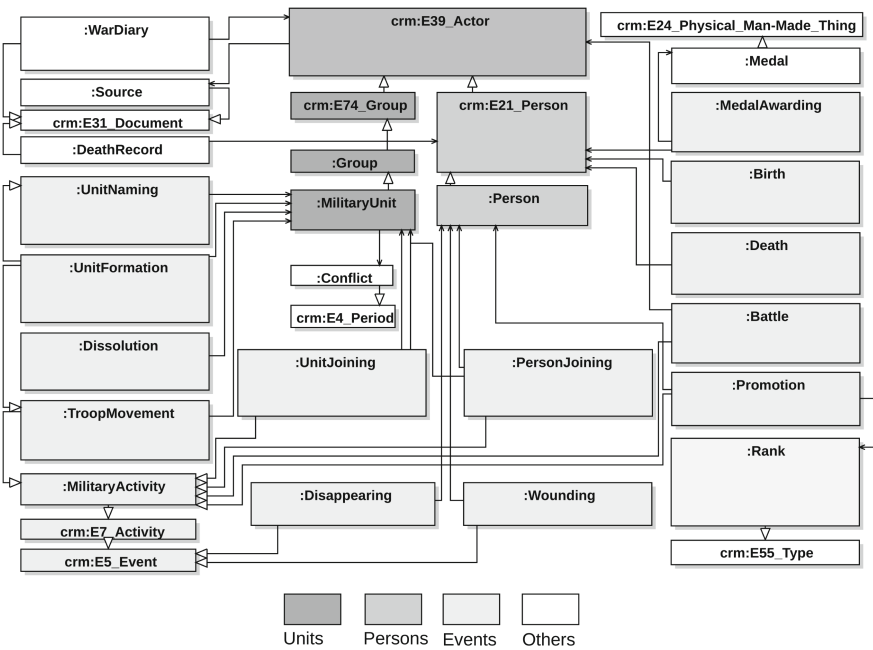 :WarDiary
crm:E39_Actor
crm:E24_Physical_Man-Made_Thing
:Medal
:Source
crm:E74_Group
crm:E21_Person
:MedalAwarding
crm:E31_Document
:DeathRecord
:Group
:Birth
:UnitNaming
:MilitaryUnit
:Person
:Death
:UnitFormation
:Conflict
crm:E4_Period
:Battle
:Dissolution
:UnitJoining
:PersonJoining
:Promotion
:TroopMovement
:Rank
:MilitaryActivity
:Disappearing
:Wounding
crm:E7_Activity
crm:E55_Type
crm:E5_Event
Units
Persons
Events
Others